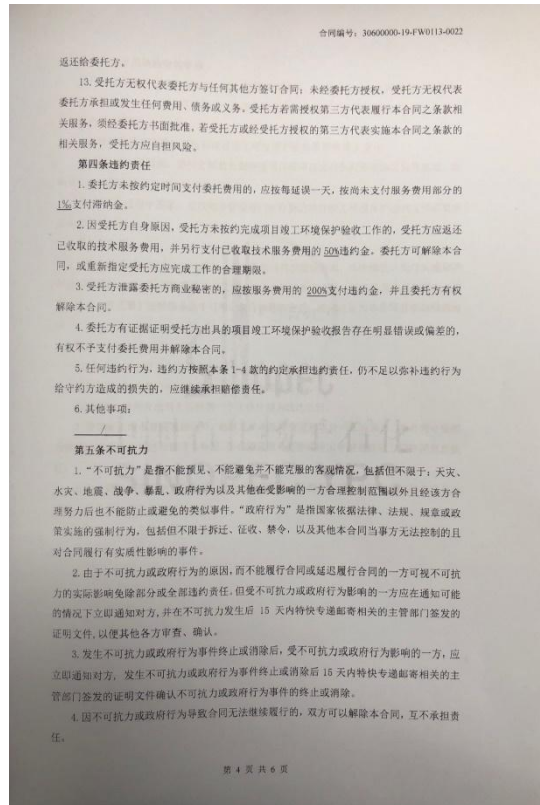 合同编号：30600000-19-FW0113-0022
返还给委托方。
13.受托方无权代表委托方与任何其他方签订合同；未经委托方授权，受托方无权代表
委托方承担或发生任何费用、债务或义务。受托方若需授权第三方代表履行本合同之条款相
关服务，须经委托方书面批准。若受托方或经受托方授权的第三方代表实施本合同之条款的
相关服务，受托方应自担风险。
第四条违约责任
1.委托方未按约定时间支付委托费用的，应按每延误一天，按尚未支付服务费用部分的
1‰支付滞纳金。
2.因受托方自身原因，受托方未按约完成项目竣工环境保护验收工作的，受托方应返还
已收取的技术服务费用，并另行支付已收取技术服务费用的 50%违约金。委托方可解除本合
同，或重新指定受托方应完成工作的合理期限。
3.受托方泄露委托方商业秘密的，应按服务费用的 200%支付违约金，并且委托方有权
解除本合同。
4.委托方有证据证明受托方出具的项目竣工环境保护验收报告存在明显错误或偏差的，
有权不予支付委托费用并解除本合同。
5.任何违约行为，违约方按照本条 1-4 款的约定承担违约责任，仍不足以弥补违约行为
给守约方造成的损失的，应继续承担赔偿责任。
6.其他事项：
/
第五条不可抗力
1.“不可抗力”是指不能预见、不能避免并不能克服的客观情况，包括但不限于：天灾、
水灾、地震、战争、暴乱、政府行为以及其他在受影响的一方合理控制范围以外且经该方合
理努力后也不能防止或避免的类似事件。“政府行为”是指国家依据法律、法规、规章或政
策实施的强制行为，包括但不限于拆迁、征收、禁令，以及其他本合同当事方无法控制的且
对合同履行有实质性影响的事件。
2.由于不可抗力或政府行为的原因，而不能履行合同或延迟履行合同的一方可视不可抗
力的实际影响免除部分或全部违约责任。但受不可抗力或政府行为影响的一方应在通知可能
的情况下立即通知对方，并在不可抗力发生后 15 天内特快专递邮寄相关的主管部门签发的
证明文件，以便其他各方审查、确认。
3.发生不可抗力或政府行为事件终止或消除后，受不可抗力或政府行为影响的一方，应
立即通知对方，发生不可抗力或政府行为事件终止或消除后 15 天内特快专递邮寄相关的主
管部门签发的证明文件确认不可抗力或政府行为事件的终止或消除。
4.因不可抗力或政府行为导致合同无法继续履行的，双方可以解除本合同，互不承担责
任。
第 4 页 共 6 页